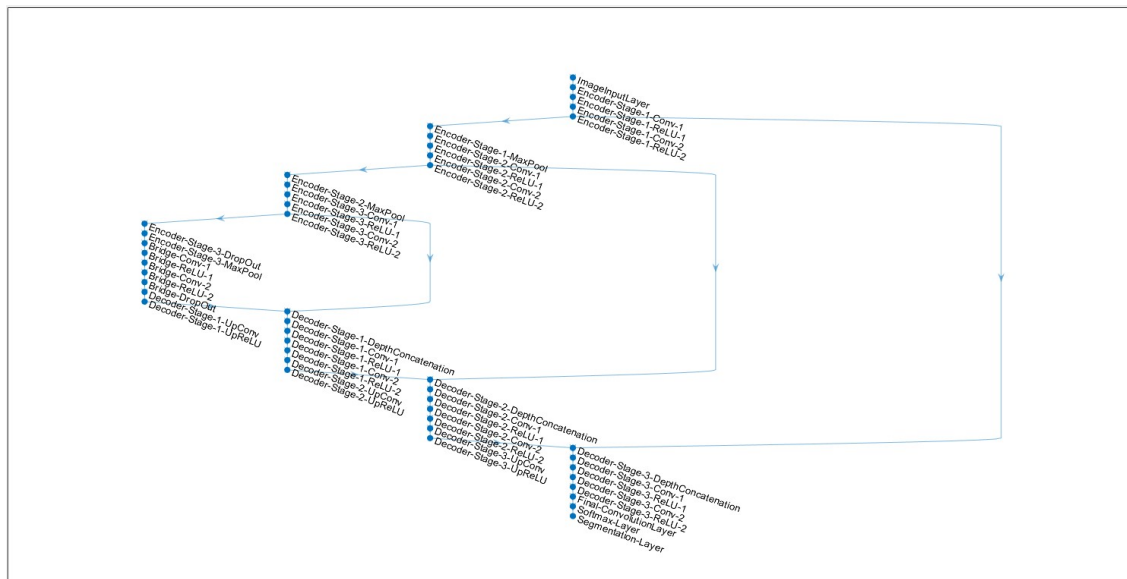 ImageInputLayer
Encoder-Stage-1-Conv-1
Encoder-Stage-1-ReLU-1
Encoder-Stage-1-Conv-2
Encoder-Stage-1-ReLU-2
Encoder-Stage-1-MaxPool
Encoder-Stage-2-Conv-1
Encoder-Stage-2-ReLU-1
Encoder-Stage-2-Conv-2
Encoder-Stage-2-ReLU-2
Encoder-Stage-2-MaxPool
Encoder-Stage-3-Conv-1
Encoder-Stage-3-ReLU-1
Encoder-Stage-3-Conv-2
Encoder-Stage-3-ReLU-2
Encoder-Stage-3-DropOut
Encoder-Stage-3-MaxPool
Bridge-Conv-1
Bridge-ReLU-1
Bridge-Conv-2
Bridge-ReLU-2
Bridge-DropOut
Decoder-Stage-1-UpConv
Decoder-Stage-1-UpReLU
Decoder-Stage-1-DepthConcatenation
Decoder-Stage-1-Conv-1
Decoder-Stage-1-ReLU-1
Decoder-Stage-1-Conv-2
Decoder-Stage-1-ReLU-2
Decoder-Stage-2-UpConv
Decoder-Stage-2-UpReLU
Decoder-Stage-2-DepthConcatenation
Decoder-Stage-2-Conv-1
Decoder-Stage-2-ReLU-1
Decoder-Stage-2-Conv-2
Decoder-Stage-2-ReLU-2
Decoder-Stage-3-UpConv
Decoder-Stage-3-UpReLU
Decoder-Stage-3-DepthConcatenation
Decoder-Stage-3-Conv-1
Decoder-Stage-3-ReLU-1
Decoder-Stage-3-Conv-2
Decoder-Stage-3-ReLU-2
Final-ConvolutionLayer
Softmax-Layer
Segmentation-Layer